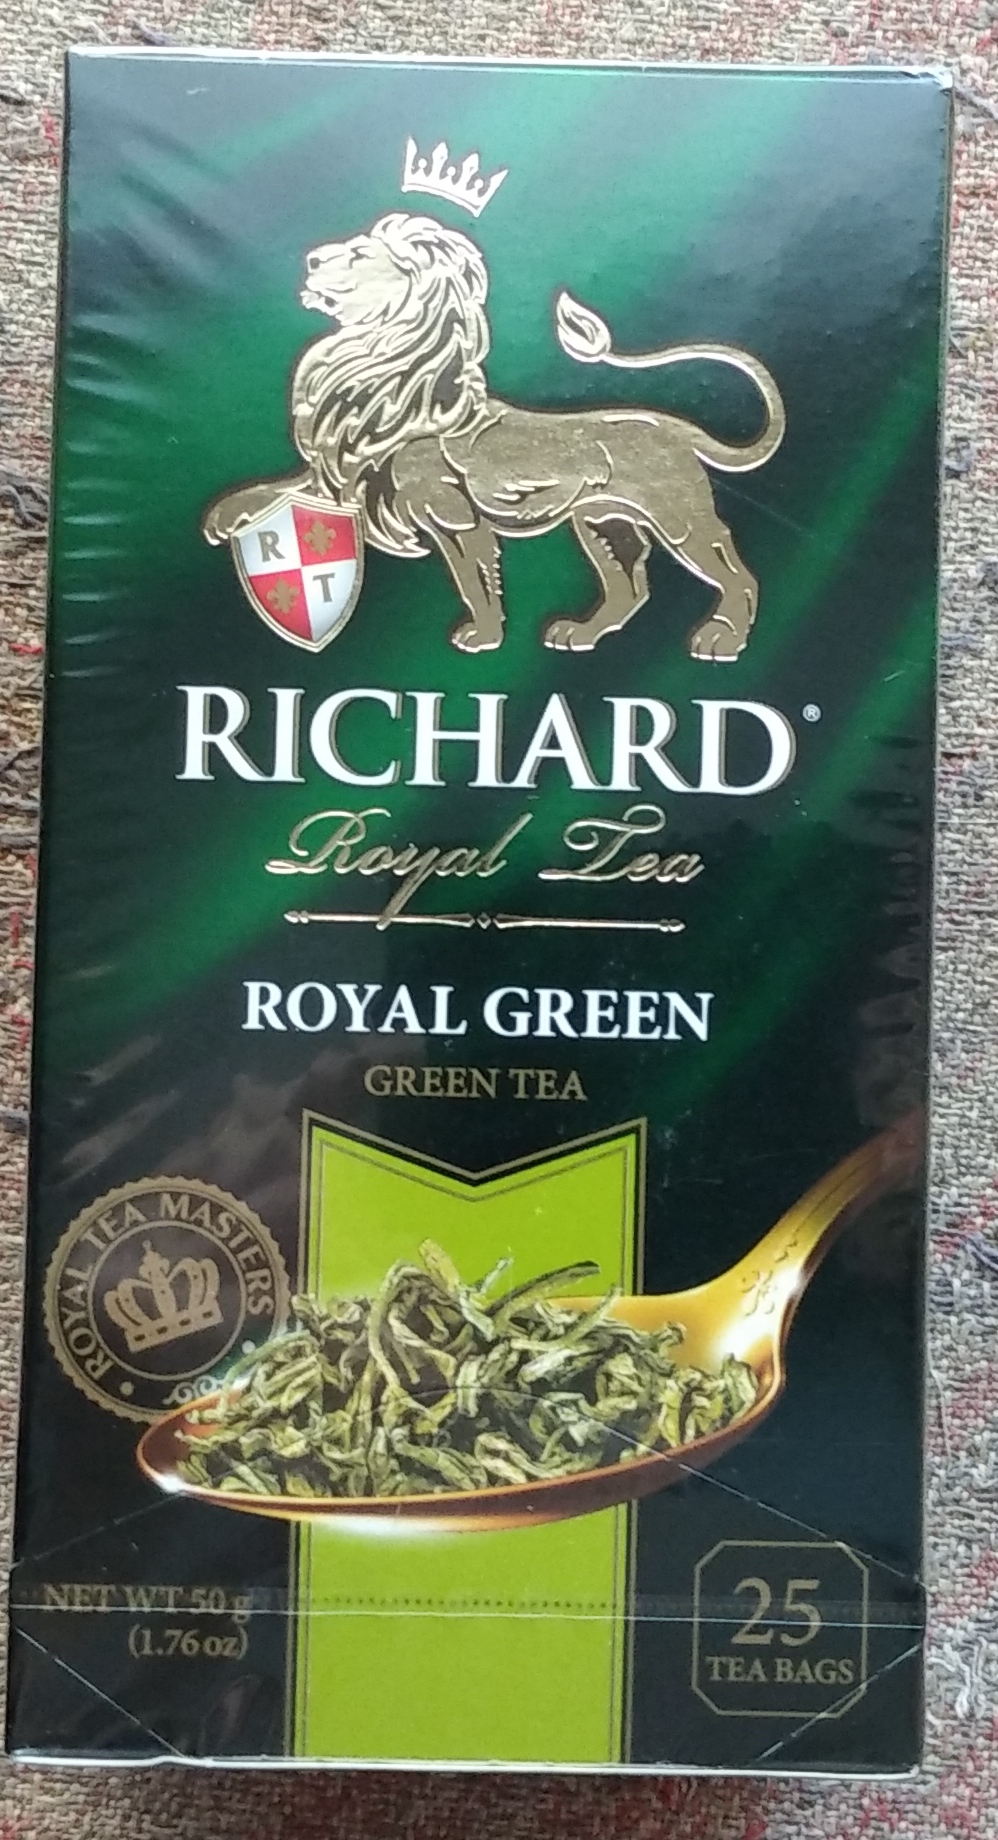 R
T
RICHARD®
Royal Tea
ROYAL GREEN
GREEN TEA
ROYAL TEA MASTERS
NET WT 50 g
(1.76 oz)
25
TEA BAGS